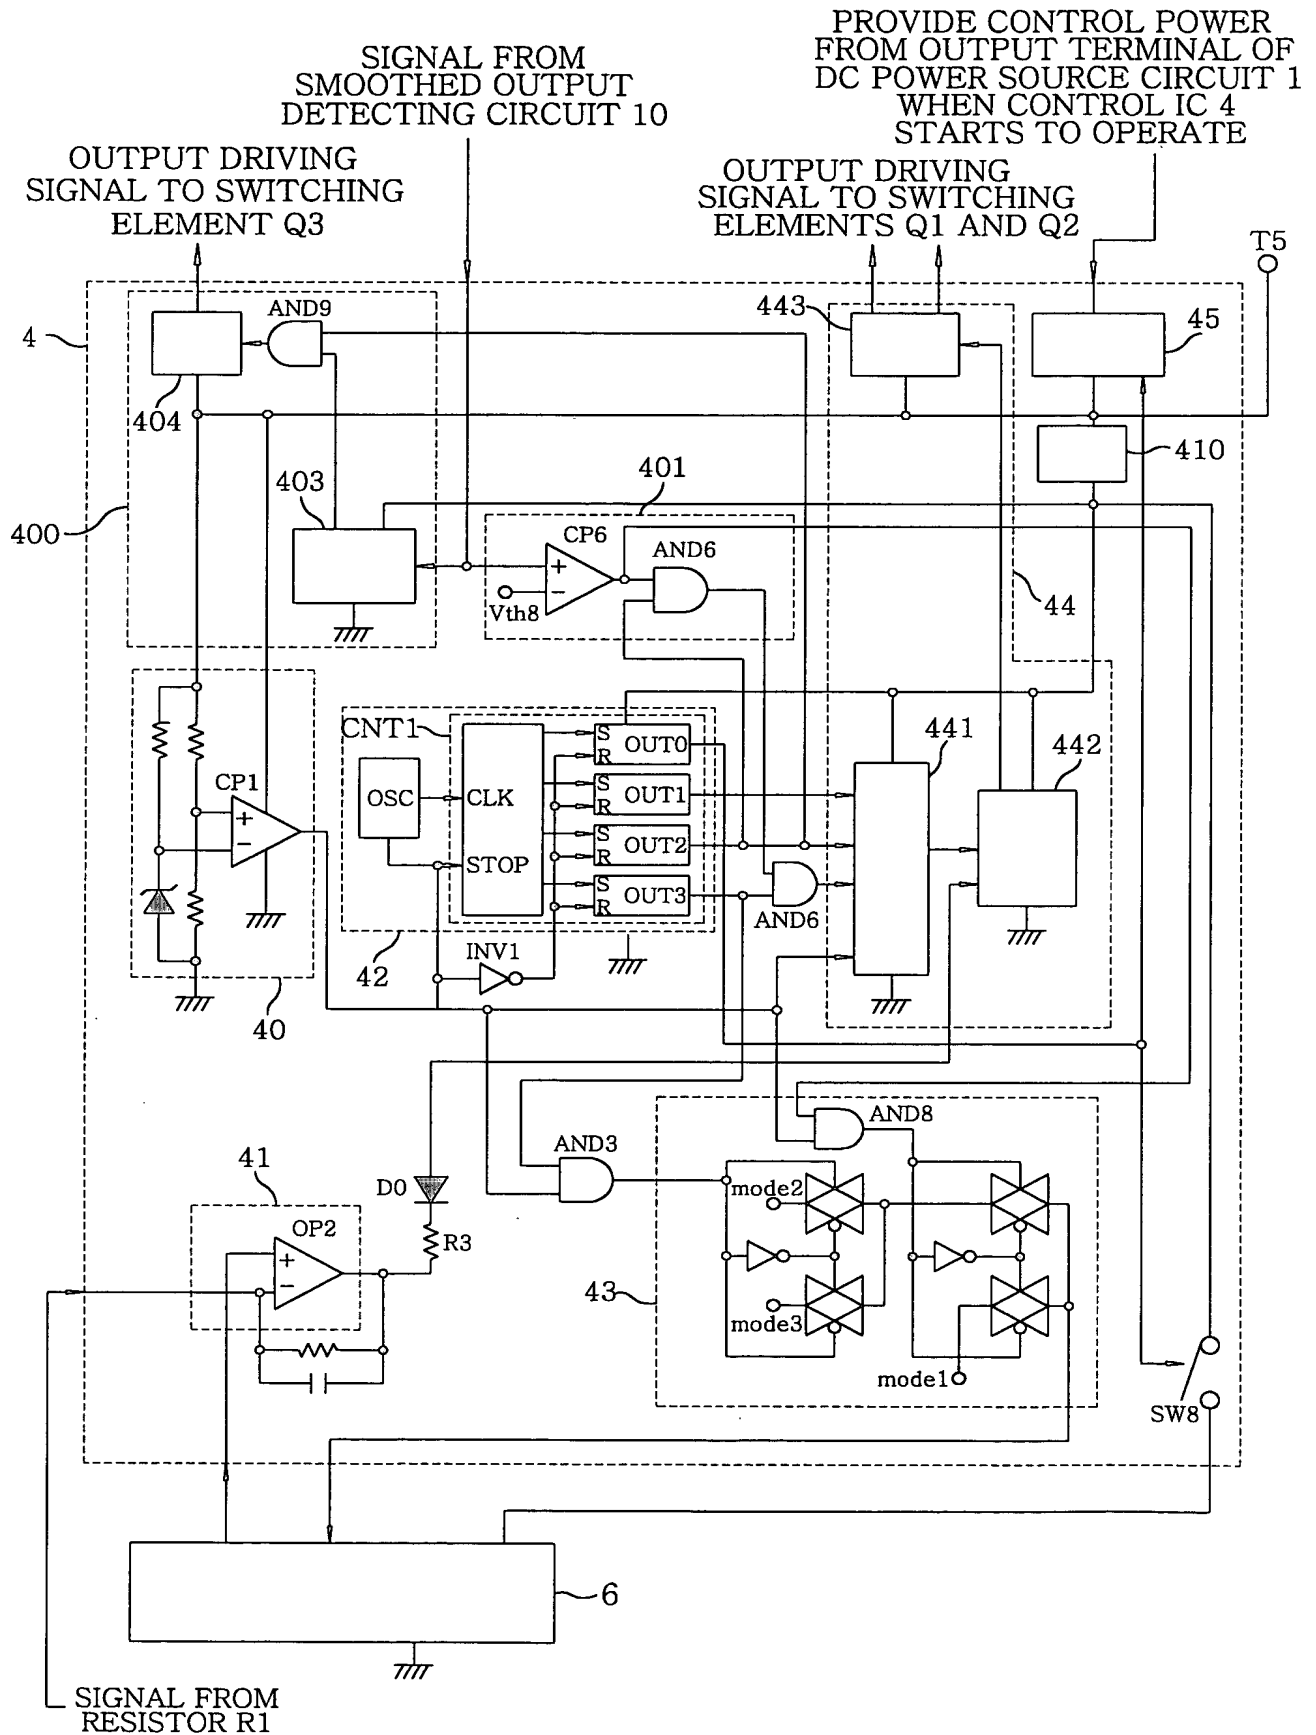 PROVIDE CONTROL POWER
FROM OUTPUT TERMINAL OF
DC POWER SOURCE CIRCUIT 1
WHEN CONTROL IC 4
STARTS TO OPERATE
SIGNAL FROM
SMOOTHED OUTPUT
DETECTING CIRCUIT 10
OUTPUT DRIVING
SIGNAL TO SWITCHING
ELEMENT Q3
OUTPUT DRIVING
SIGNAL TO SWITCHING
ELEMENTS Q1 AND Q2
T5
4
AND9
443
45
404
410
403
401
400
CP6
AND6
+
−
Vth8
44
CNT1
S
OUT0
R
441
442
CP1
+
−
OSC
CLK
STOP
S
OUT1
R
S
OUT2
R
S
OUT3
R
AND6
INV1
42
40
AND8
AND3
41
D0
mode2
OP2
+
−
R3
43
mode3
mode1
SW8
6
SIGNAL FROM
RESISTOR R1